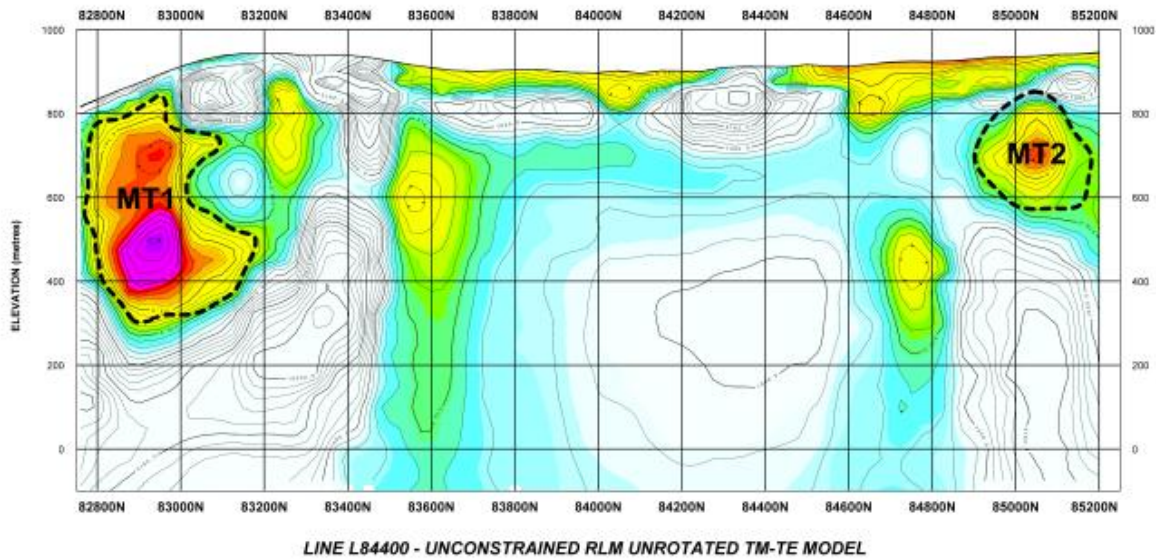 82800N 83000N 83200N 83400N 83600N 83800N 84000N 84200N 84400N 84600N 84800N 85000N 85200N
1000 1000
800 800
600 600
400 400
200 200
0 0
ELEVATION (metres)
MT1
MT2
82800N 83000N 83200N 83400N 83600N 83800N 84000N 84200N 84400N 84600N 84800N 85000N 85200N
LINE L84400 - UNCONSTRAINED RLM UNROTATED TM-TE MODEL